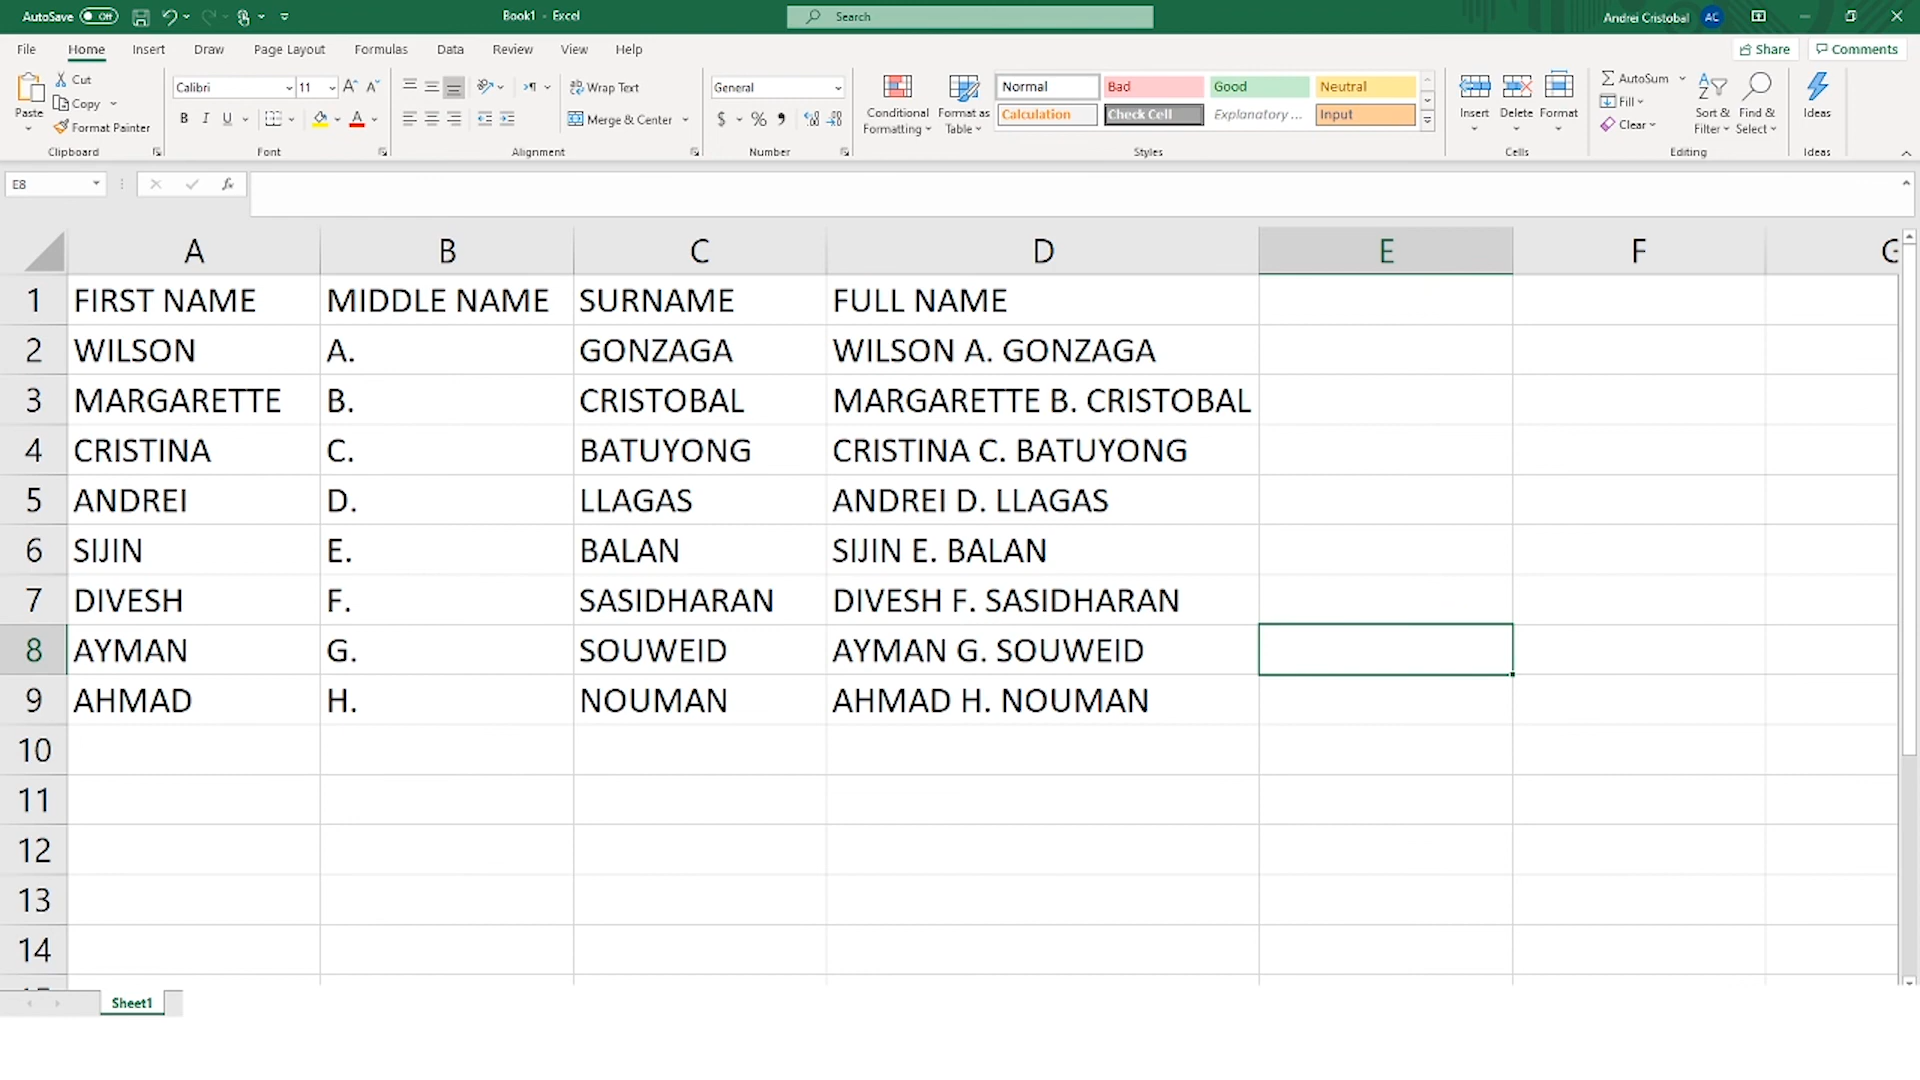 AutoSave Off Book1 - Excel Search Andrei Cristobal AC
File Home Insert Draw Page Layout Formulas Data Review View Help Share Comments
Paste Cut Copy Format Painter Clipboard
Calibri 11 B I U Font
Wrap Text Merge & Center Alignment
General $ % Number
Conditional Formatting Format as Table Normal Bad Good Neutral Calculation Check Cell Explanatory ... Input Styles
Insert Delete Format Cells
AutoSum Fill Clear Sort & Filter Find & Select Editing
Ideas Ideas
E8 fx
A B C D E F
1 FIRST NAME MIDDLE NAME SURNAME FULL NAME
2 WILSON A. GONZAGA WILSON A. GONZAGA
3 MARGARETTE B. CRISTOBAL MARGARETTE B. CRISTOBAL
4 CRISTINA C. BATUYONG CRISTINA C. BATUYONG
5 ANDREI D. LLAGAS ANDREI D. LLAGAS
6 SIJIN E. BALAN SIJIN E. BALAN
7 DIVESH F. SASIDHARAN DIVESH F. SASIDHARAN
8 AYMAN G. SOUWEID AYMAN G. SOUWEID
9 AHMAD H. NOUMAN AHMAD H. NOUMAN
10
11
12
13
14
Sheet1